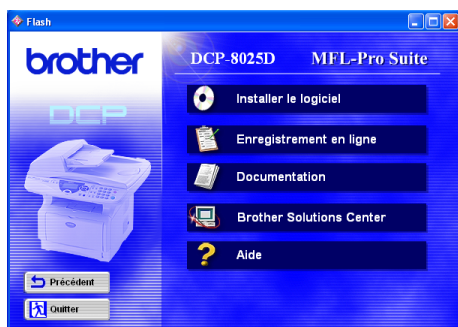 Flash
brother
DCP-8025D MFL-Pro Suite
DCP
Installer le logiciel
Enregistrement en ligne
Documentation
Brother Solutions Center
Aide
Précédent
Quitter